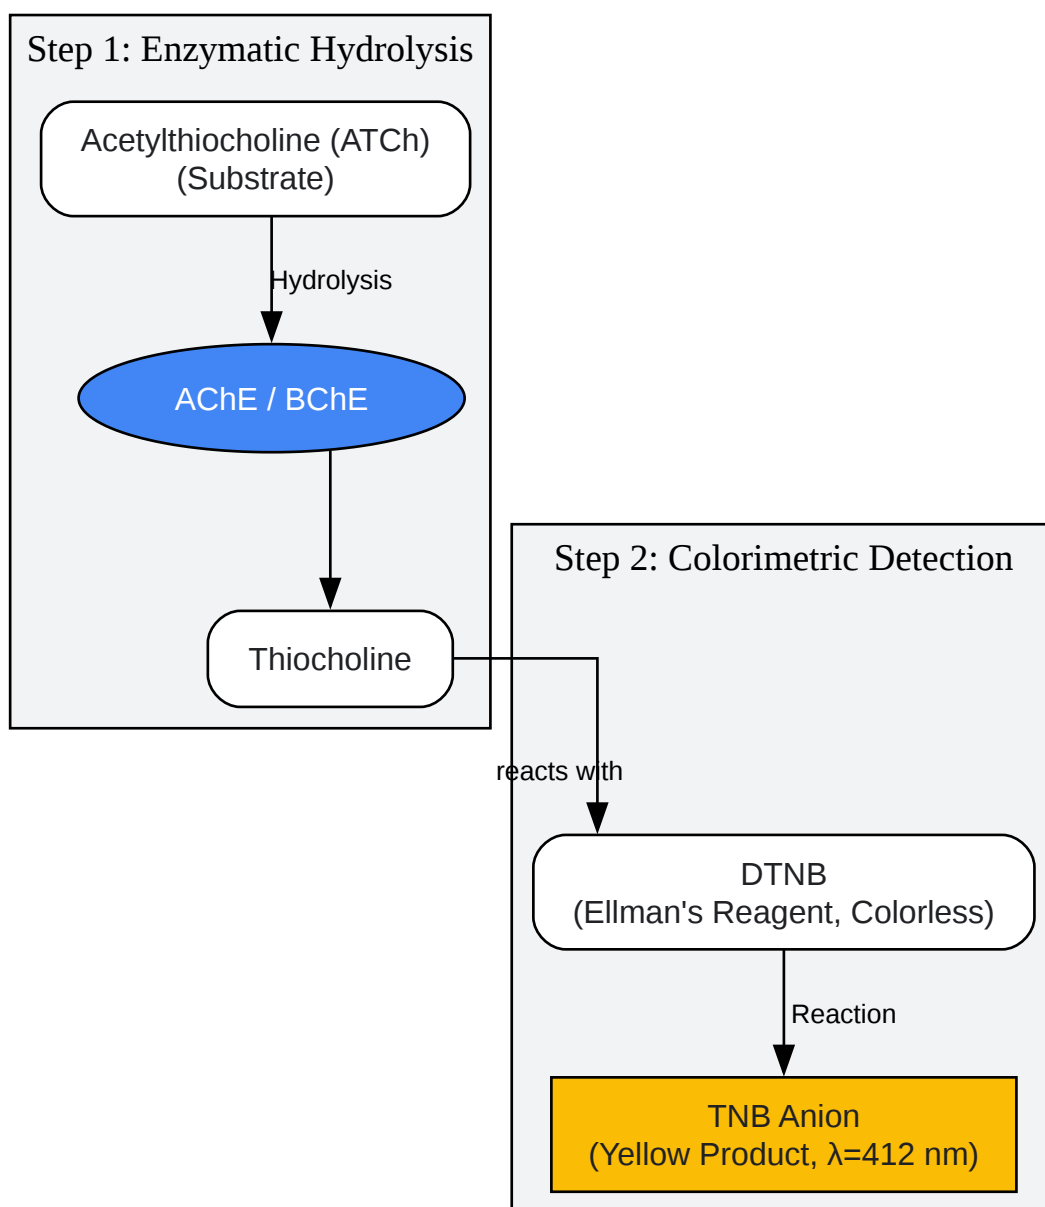 Step 1: Enzymatic Hydrolysis
Acetylthiocholine (ATCh)
(Substrate)
Hydrolysis
AChE / BChE
Thiocholine
Step 2: Colorimetric Detection
reacts with
DTNB
(Ellman's Reagent, Colorless)
Reaction
TNB Anion
(Yellow Product, λ=412 nm)